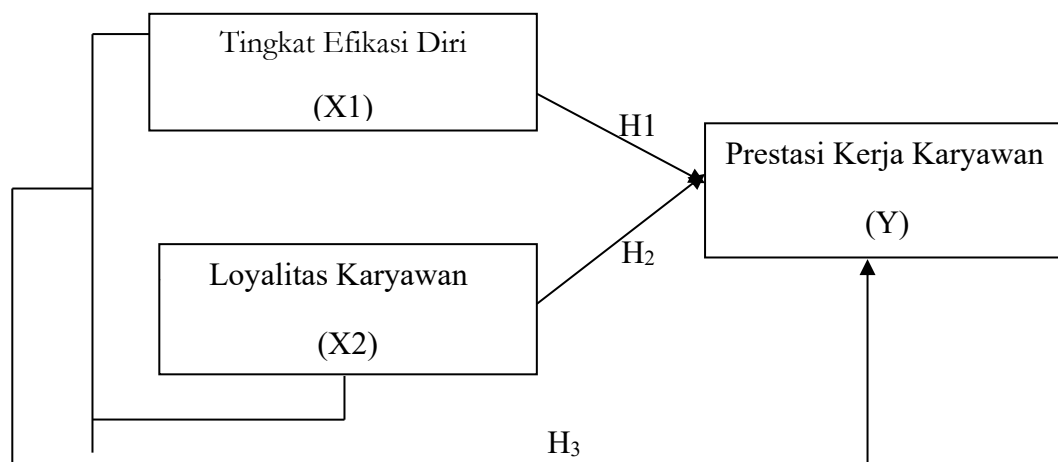 Tingkat Efikasi Diri
(X1)
H1
Prestasi Kerja Karyawan
(Y)
H₂
Loyalitas Karyawan
(X2)
H₃